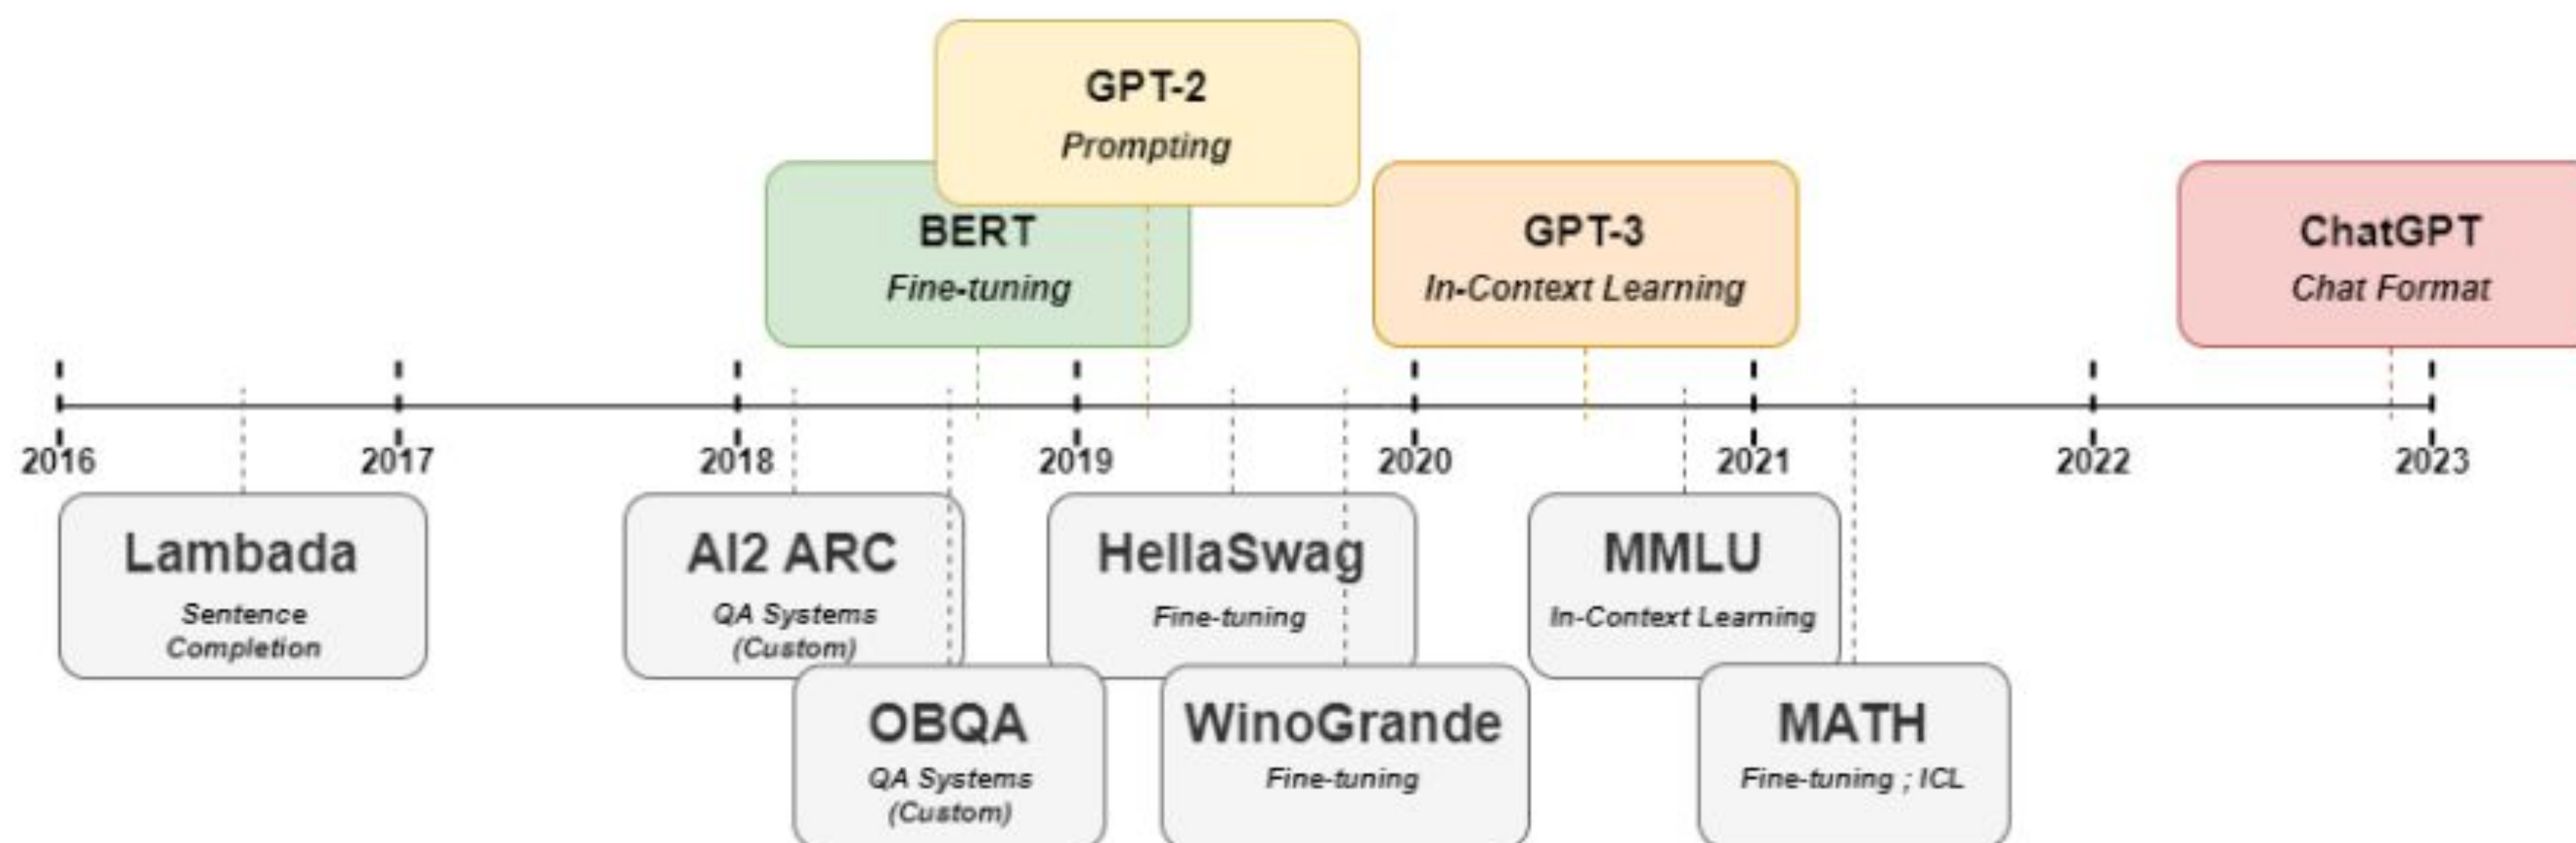 GPT-2
Prompting
BERT
Fine-tuning
GPT-3
In-Context Learning
ChatGPT
Chat Format
2016
2017
2018
2019
2020
2021
2022
2023
Lambada
Sentence
Completion
AI2 ARC
QA Systems
(Custom)
HellaSwag
Fine-tuning
MMLU
In-Context Learning
OBQA
QA Systems
(Custom)
WinoGrande
Fine-tuning
MATH
Fine-tuning ; ICL